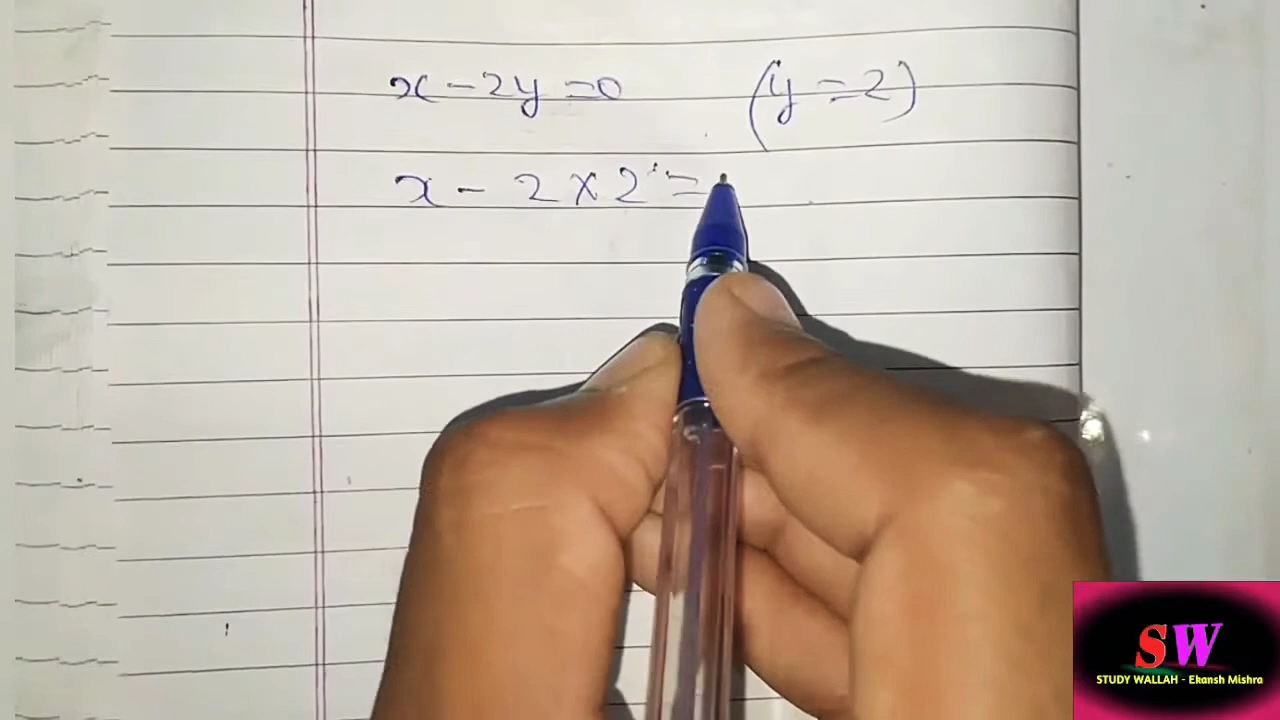 x - 2y = 0 (y = 2)
x - 2 × 2 =
SW
STUDY WALLAH - Ekansh Mishra